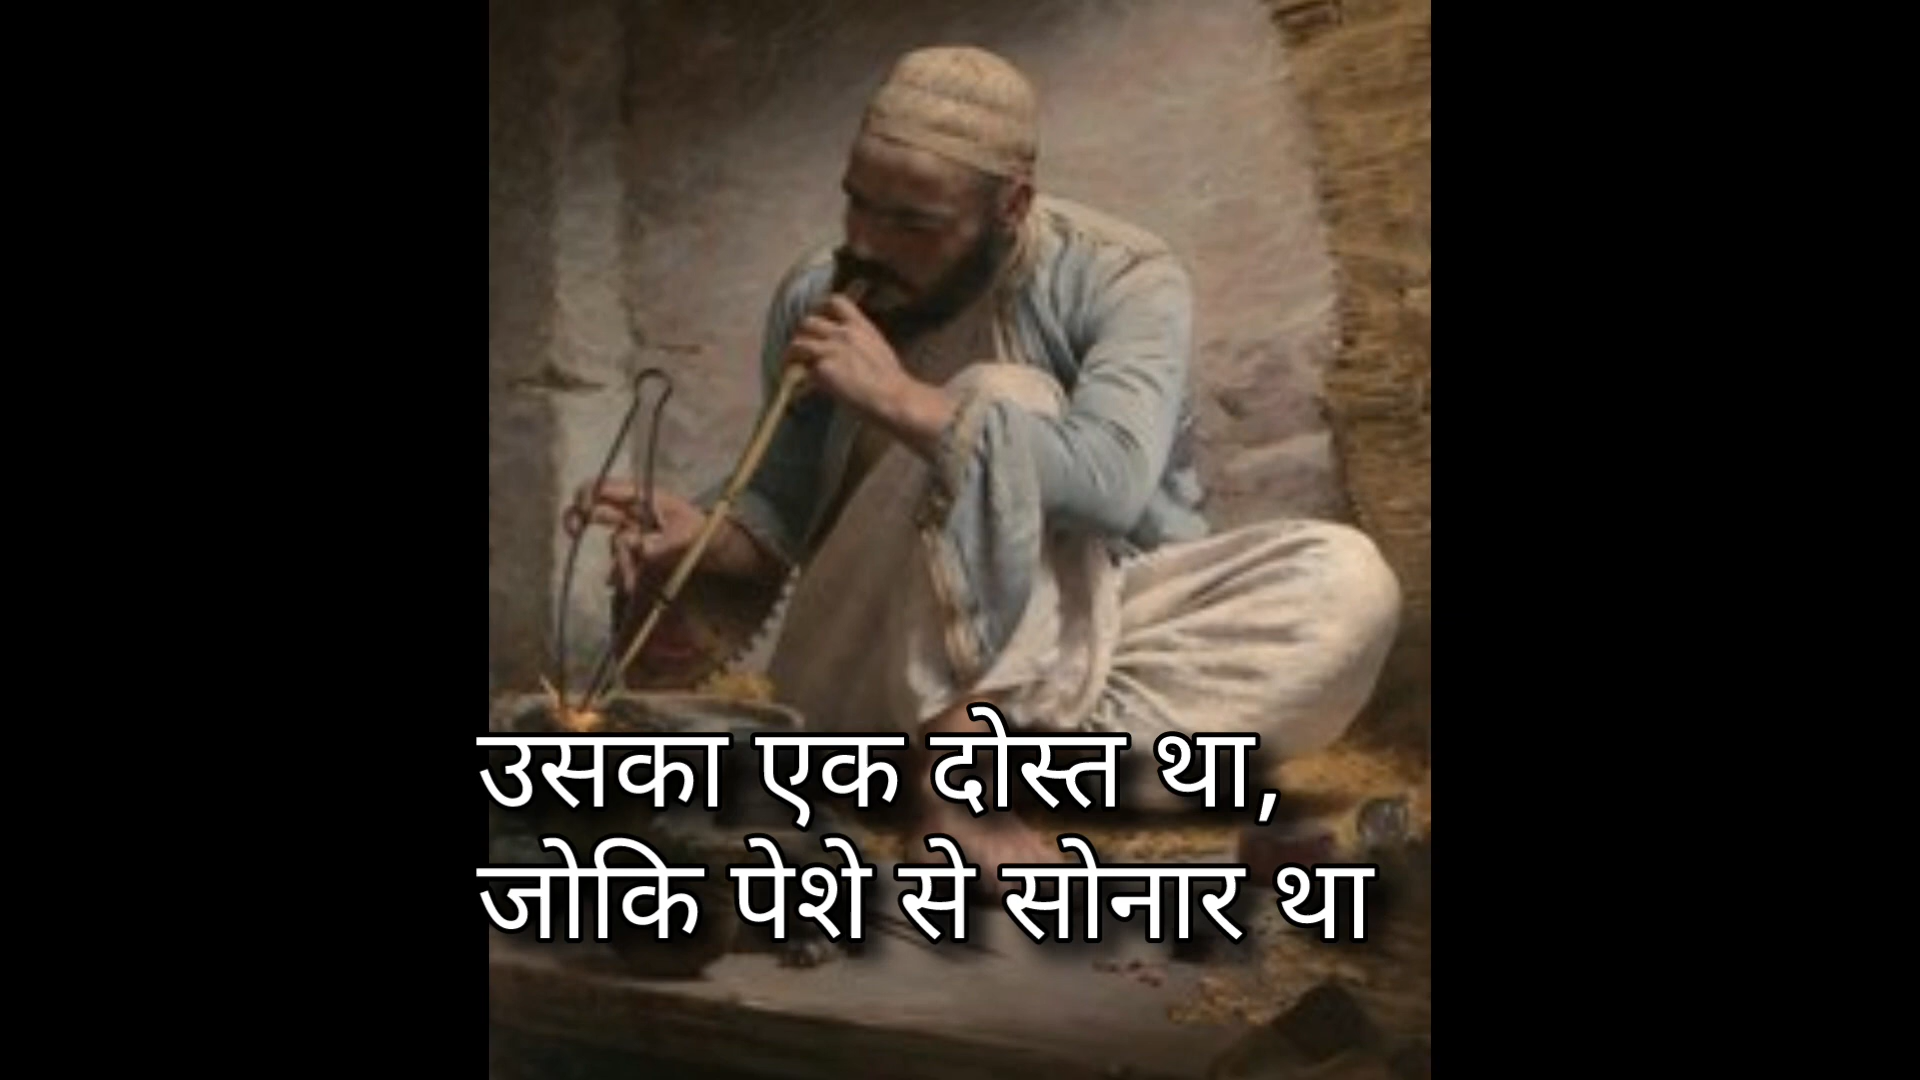 उसका एक दोस्त था,
जोकि पेशे से सोनार था